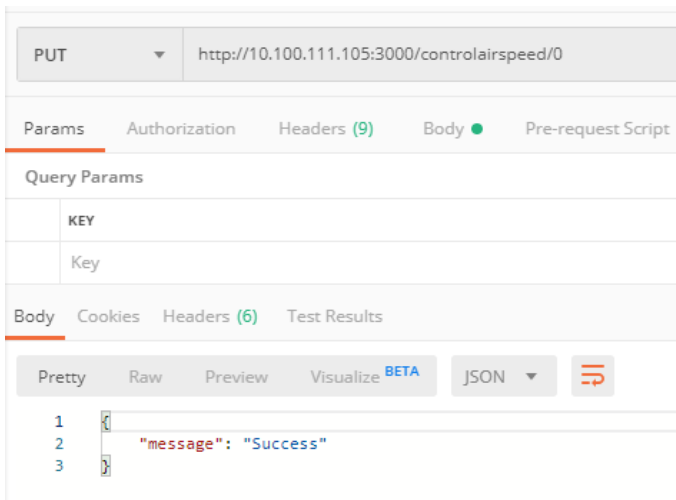 PUT http://10.100.111.105:3000/controlairspeed/0
Params Authorization Headers (9) Body Pre-request Script
Query Params
KEY
Key
Body Cookies Headers (6) Test Results
Pretty Raw Preview Visualize BETA JSON
1 {
2 "message": "Success"
3 }